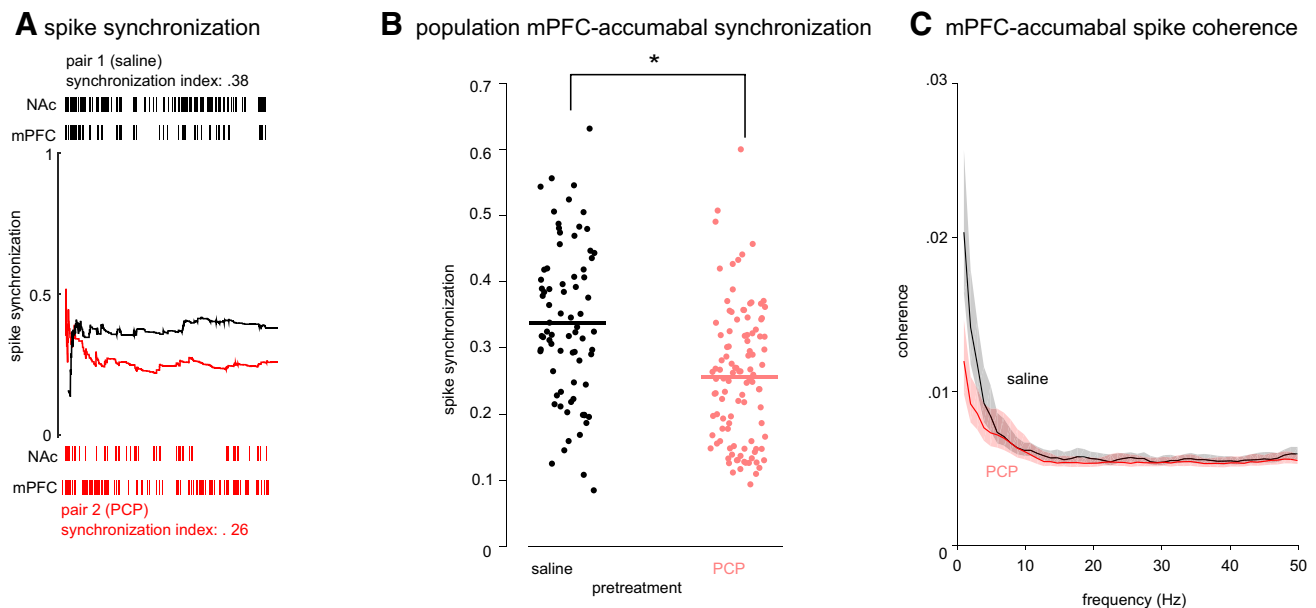 A spike synchronization
pair 1 (saline)
synchronization index: .38
NAc
mPFC
1
0.5
0
spike synchronization
NAc
mPFC
pair 2 (PCP)
synchronization index: . 26
B population mPFC-accumabal synchronization
*
0.7
0.6
0.5
0.4
0.3
0.2
0.1
0
spike synchronization
saline
PCP
pretreatment
C mPFC-accumabal spike coherence
.03
.02
.01
0
coherence
saline
PCP
0 10 20 30 40 50
frequency (Hz)